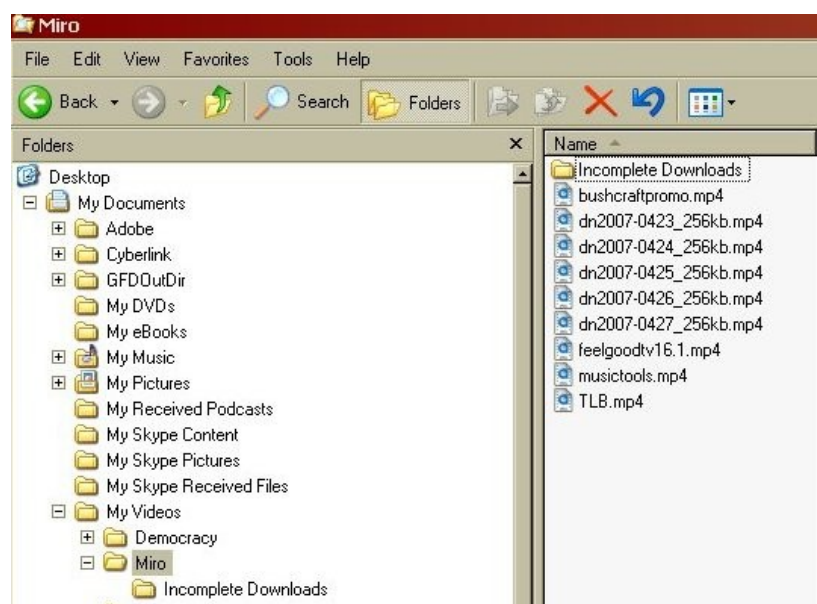 Miro
File Edit View Favorites Tools Help
Back Search Folders
Folders
Desktop
My Documents
Adobe
Cyberlink
GFDOutDir
My DVDs
My eBooks
My Music
My Pictures
My Received Podcasts
My Skype Content
My Skype Pictures
My Skype Received Files
My Videos
Democracy
Miro
Incomplete Downloads
Name
Incomplete Downloads
bushcraftpromo.mp4
dn2007-0423_256kb.mp4
dn2007-0424_256kb.mp4
dn2007-0425_256kb.mp4
dn2007-0426_256kb.mp4
dn2007-0427_256kb.mp4
feelgoodtv16.1.mp4
musictools.mp4
TLB.mp4